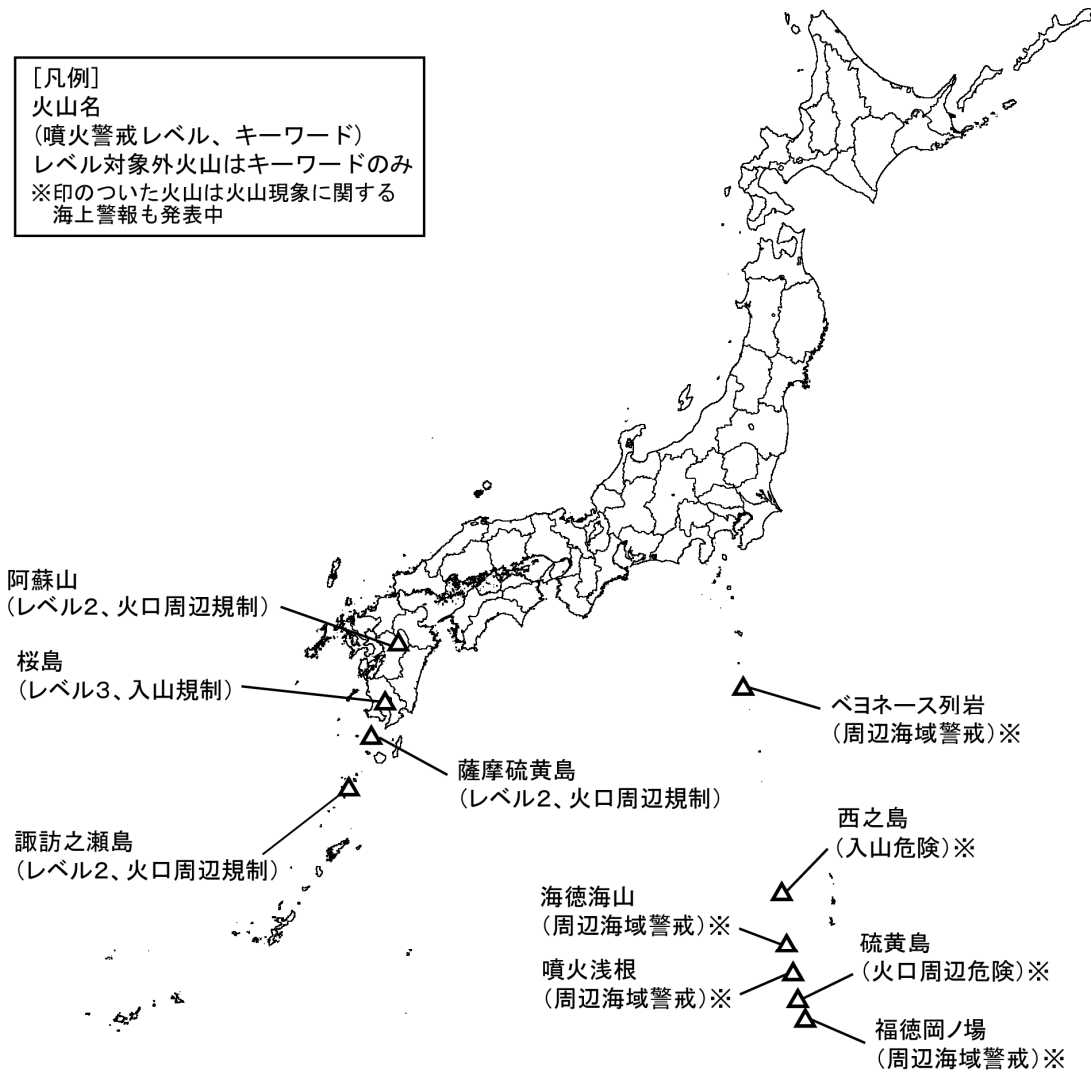 [凡例]
火山名
(噴火警戒レベル、キーワード)
レベル対象外火山はキーワードのみ
※印のついた火山は火山現象に関する
海上警報も発表中
阿蘇山
(レベル2、火口周辺規制)
桜島
(レベル3、入山規制)
薩摩硫黄島
(レベル2、火口周辺規制)
諏訪之瀬島
(レベル2、火口周辺規制)
ベヨネース列岩
(周辺海域警戒)※
西之島
(入山危険)※
海徳海山
(周辺海域警戒)※
噴火浅根
(周辺海域警戒)※
硫黄島
(火口周辺危険)※
福徳岡ノ場
(周辺海域警戒)※